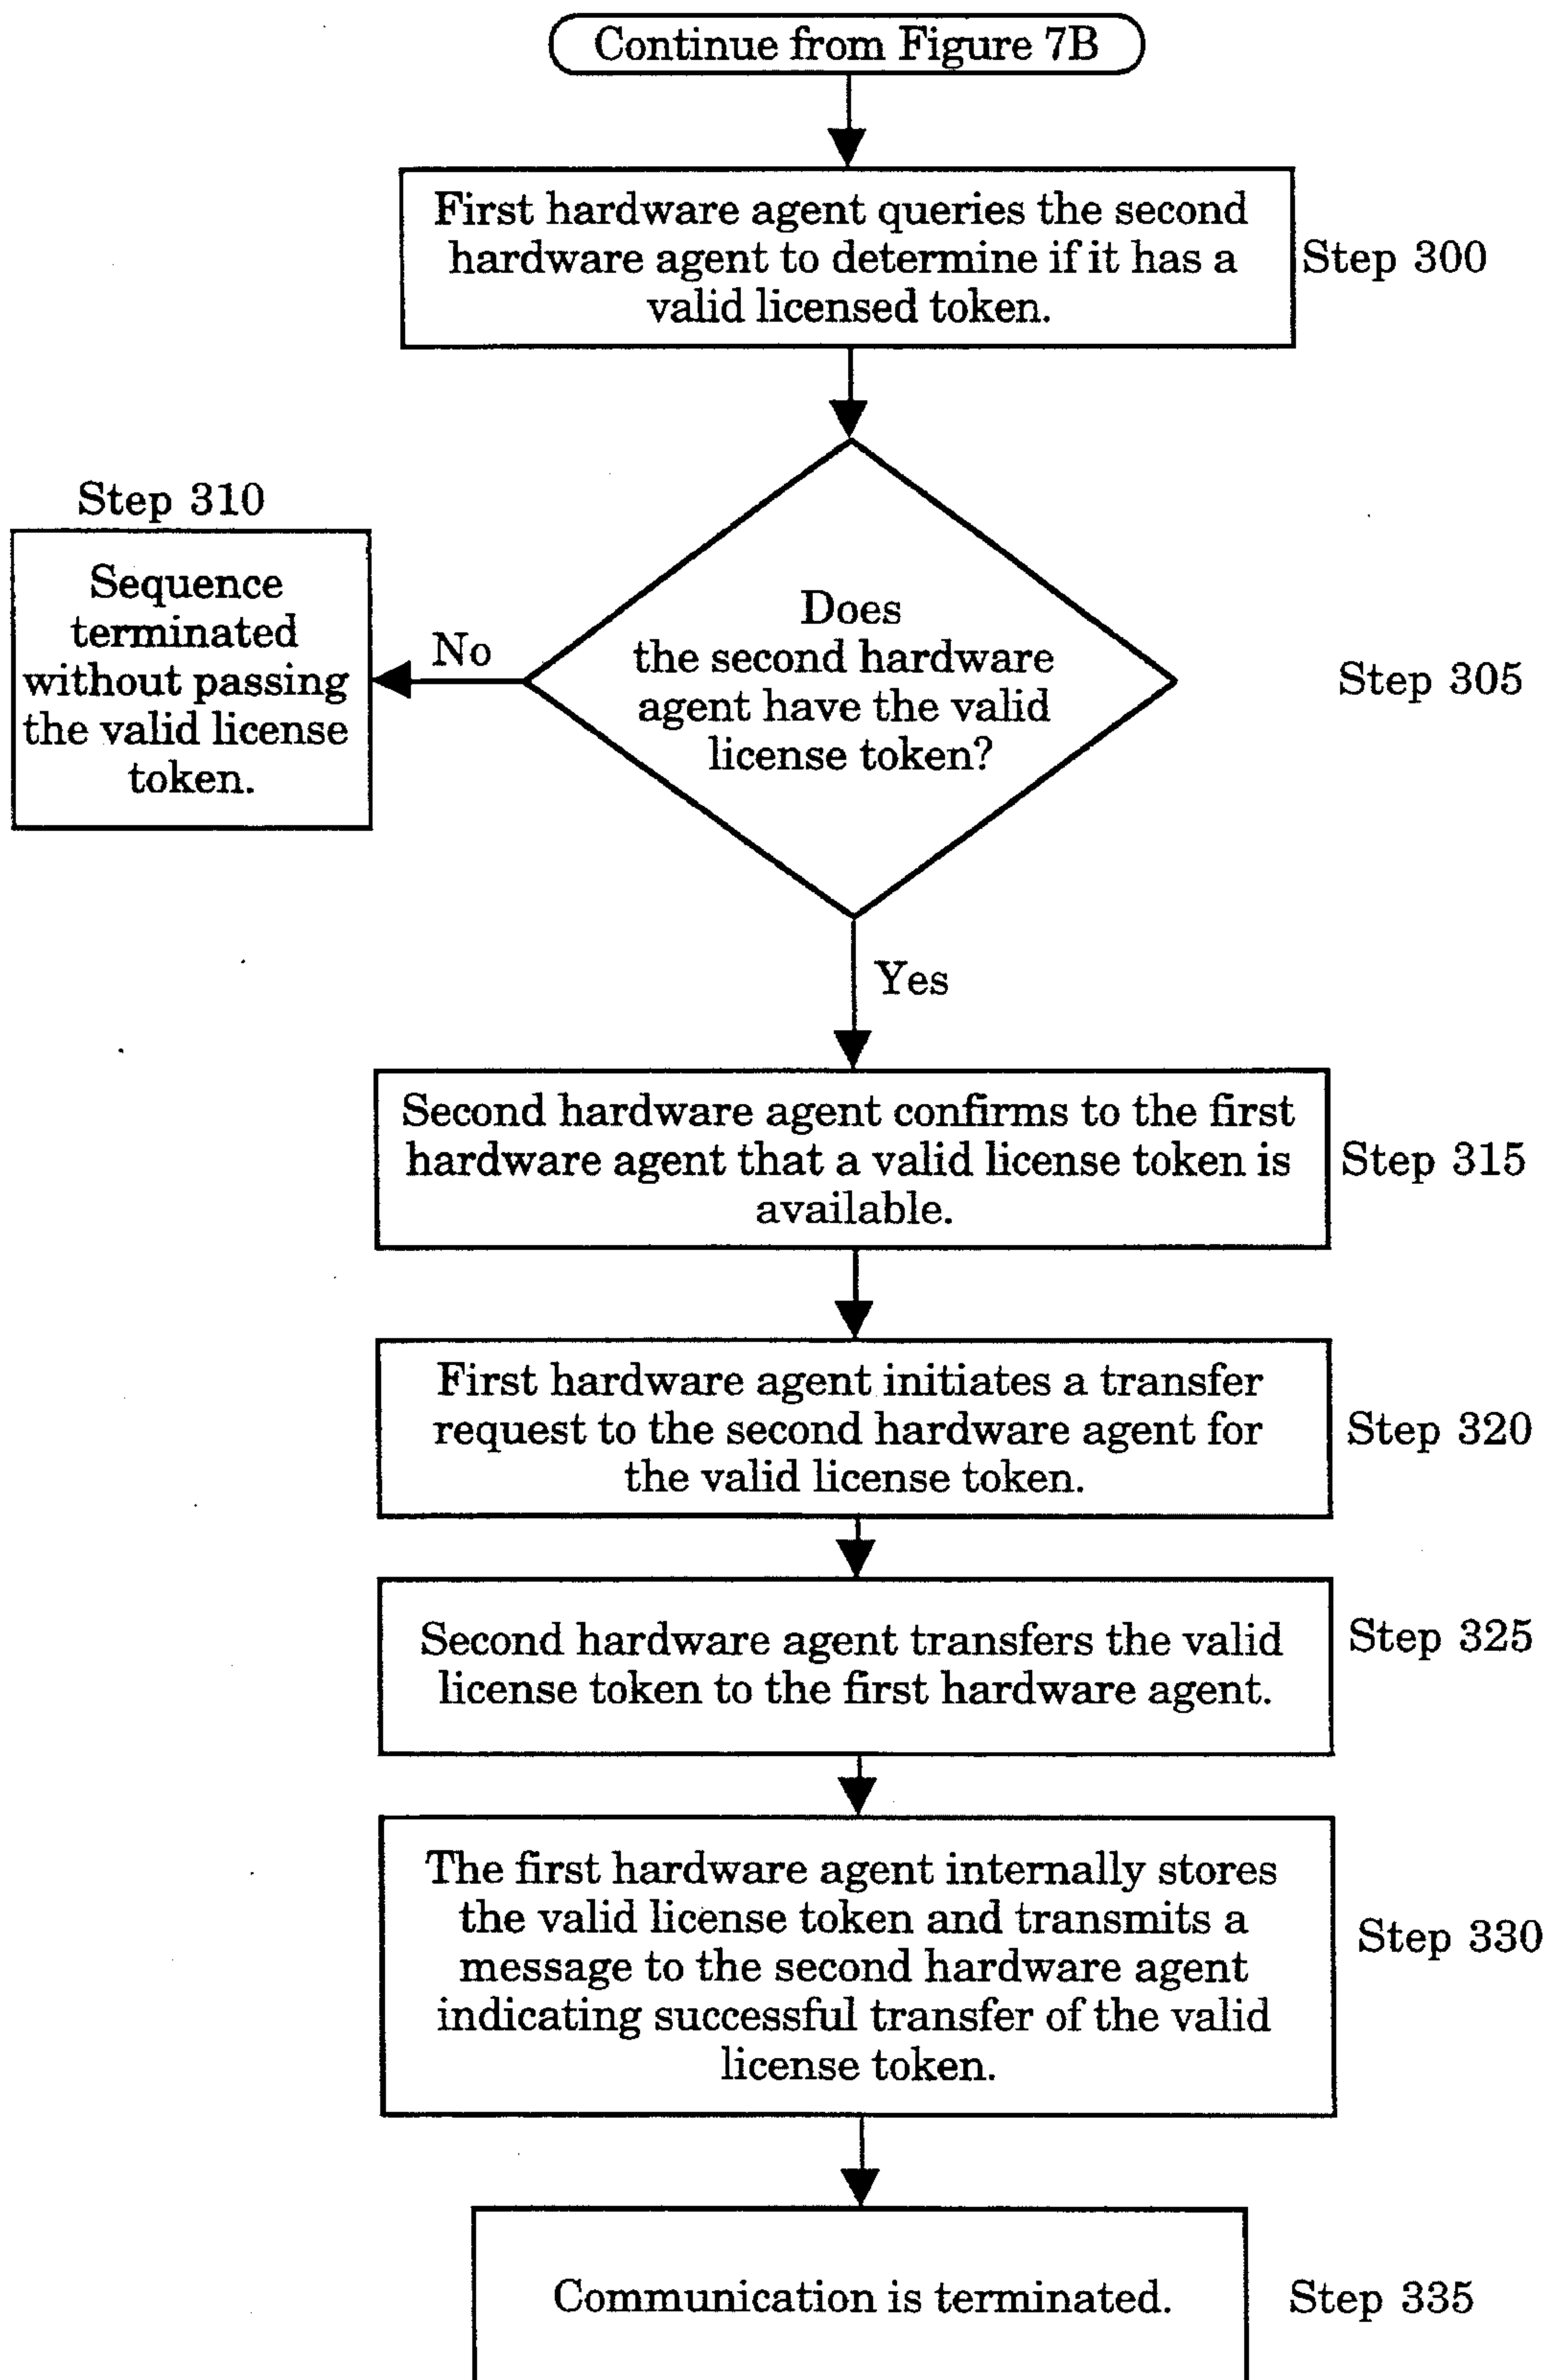 Continue from Figure 7B
First hardware agent queries the second
hardware agent to determine if it has a
valid licensed token.
Step 300
Step 310
Sequence
terminated
without passing
the valid license
token.
No
Does
the second hardware
agent have the valid
license token?
Step 305
Yes
Second hardware agent confirms to the first
hardware agent that a valid license token is
available.
Step 315
First hardware agent initiates a transfer
request to the second hardware agent for
the valid license token.
Step 320
Second hardware agent transfers the valid
license token to the first hardware agent.
Step 325
The first hardware agent internally stores
the valid license token and transmits a
message to the second hardware agent
indicating successful transfer of the valid
license token.
Step 330
Communication is terminated.
Step 335